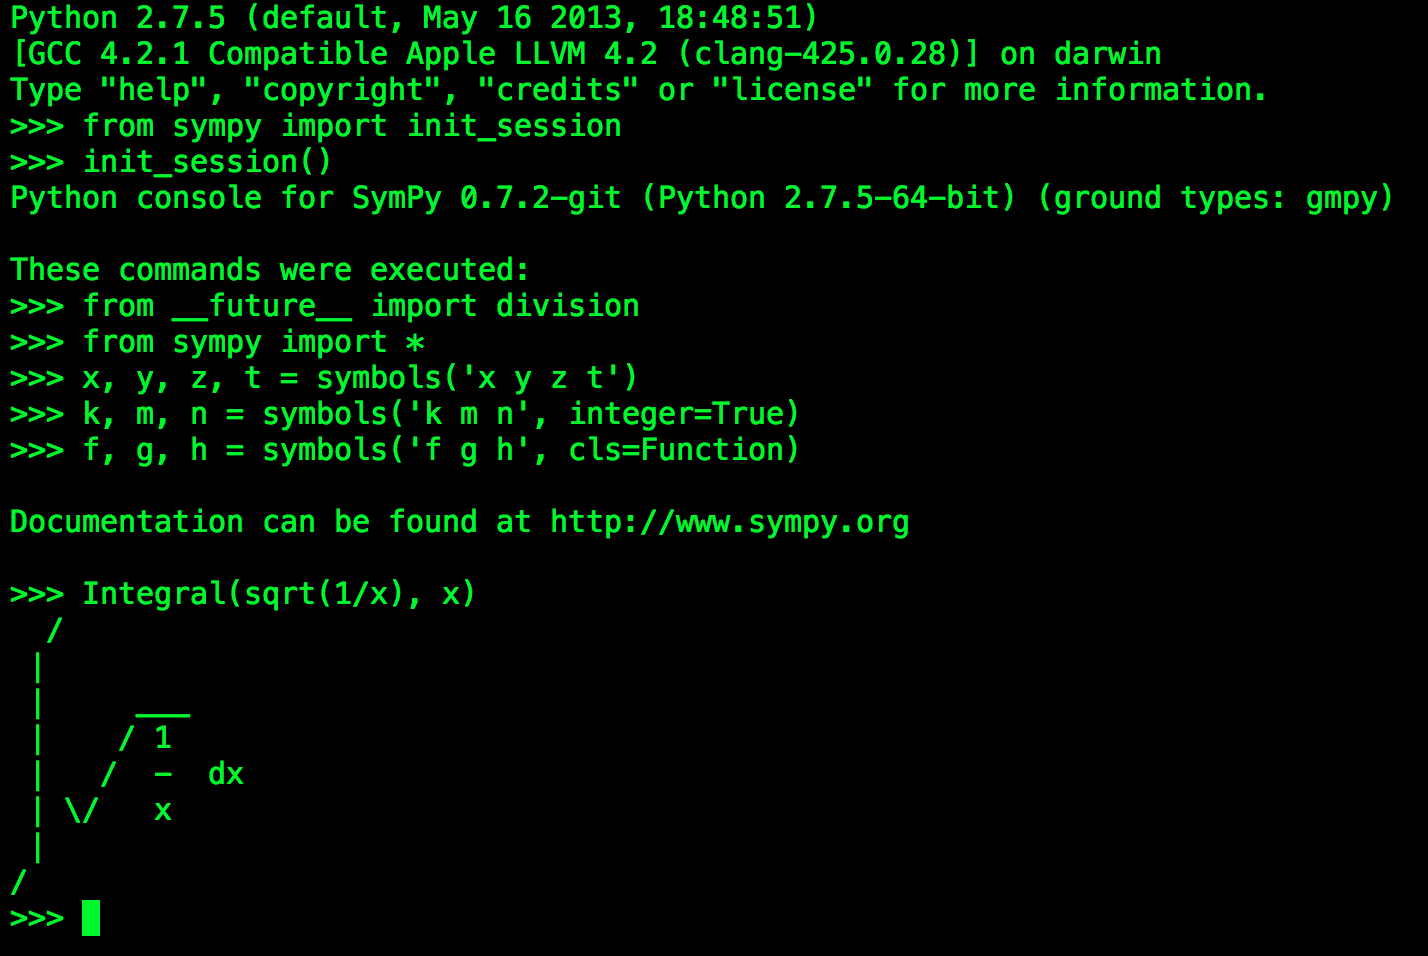 Python 2.7.5 (default, May 16 2013, 18:48:51)
[GCC 4.2.1 Compatible Apple LLVM 4.2 (clang-425.0.28)] on darwin
Type "help", "copyright", "credits" or "license" for more information.
>>> from sympy import init_session
>>> init_session()
Python console for SymPy 0.7.2-git (Python 2.7.5-64-bit) (ground types: gmpy)

These commands were executed:
>>> from __future__ import division
>>> from sympy import *
>>> x, y, z, t = symbols('x y z t')
>>> k, m, n = symbols('k m n', integer=True)
>>> f, g, h = symbols('f g h', cls=Function)

Documentation can be found at http://www.sympy.org

>>> Integral(sqrt(1/x), x)
  /
 |
 |     ___
 |    / 1
 |   /  -  dx
 | \/   x
 |
/
>>>